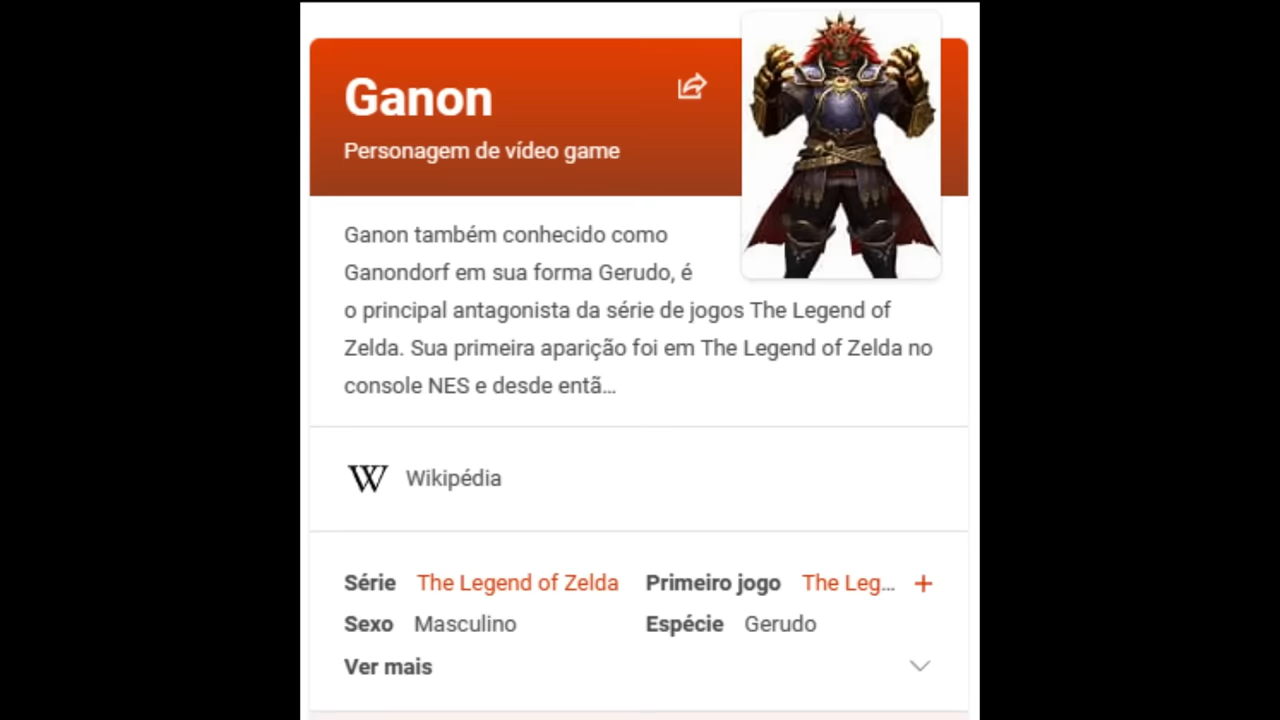 Ganon
Personagem de vídeo game
Ganon também conhecido como
Ganondorf em sua forma Gerudo, é
o principal antagonista da série de jogos The Legend of
Zelda. Sua primeira aparição foi em The Legend of Zelda no
console NES e desde entã...
W Wikipédia
Série The Legend of Zelda Primeiro jogo The Leg... +
Sexo Masculino Espécie Gerudo
Ver mais